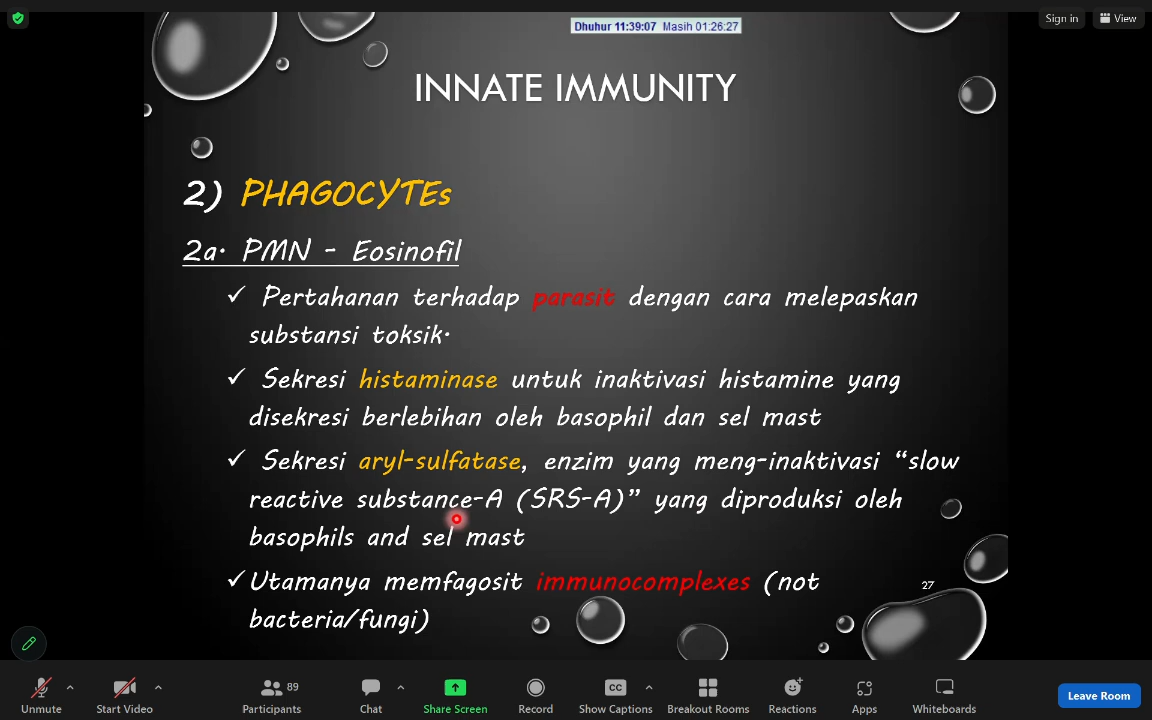 Dhuhur 11:39:07 Masih 01:26:27
Sign in
View
INNATE IMMUNITY
2) PHAGOCYTEs
2a. PMN - Eosinofil
✓ Pertahanan terhadap parasit dengan cara melepaskan
substansi toksik.
✓ Sekresi histaminase untuk inaktivasi histamine yang
disekresi berlebihan oleh basophil dan sel mast
✓ Sekresi aryl-sulfatase, enzim yang meng-inaktivasi “slow
reactive substance-A (SRS-A)” yang diproduksi oleh
basophils and sel mast
✓ Utamanya memfagosit immunocomplexes (not
bacteria/fungi)
27
Unmute
Start Video
89
Participants
Chat
Share Screen
Record
CC
Show Captions
Breakout Rooms
Reactions
Apps
Whiteboards
Leave Room